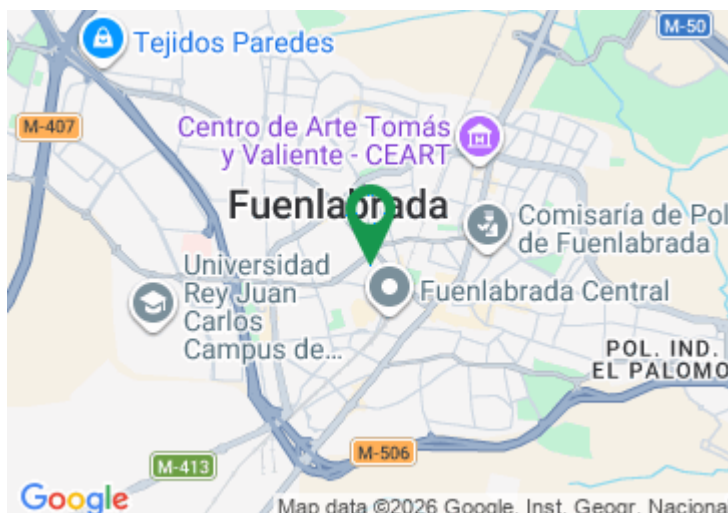 M-50
Tejidos Paredes
M-407
Centro de Arte Tomás
y Valiente - CEART
Fuenlabrada
Comisaría de Pol
de Fuenlabrada
Universidad
Rey Juan
Carlos
Campus de...
Fuenlabrada Central
POL. IND.
EL PALOMO
M-506
M-413
Google
Map data ©2026 Google, Inst. Geogr. Naciona